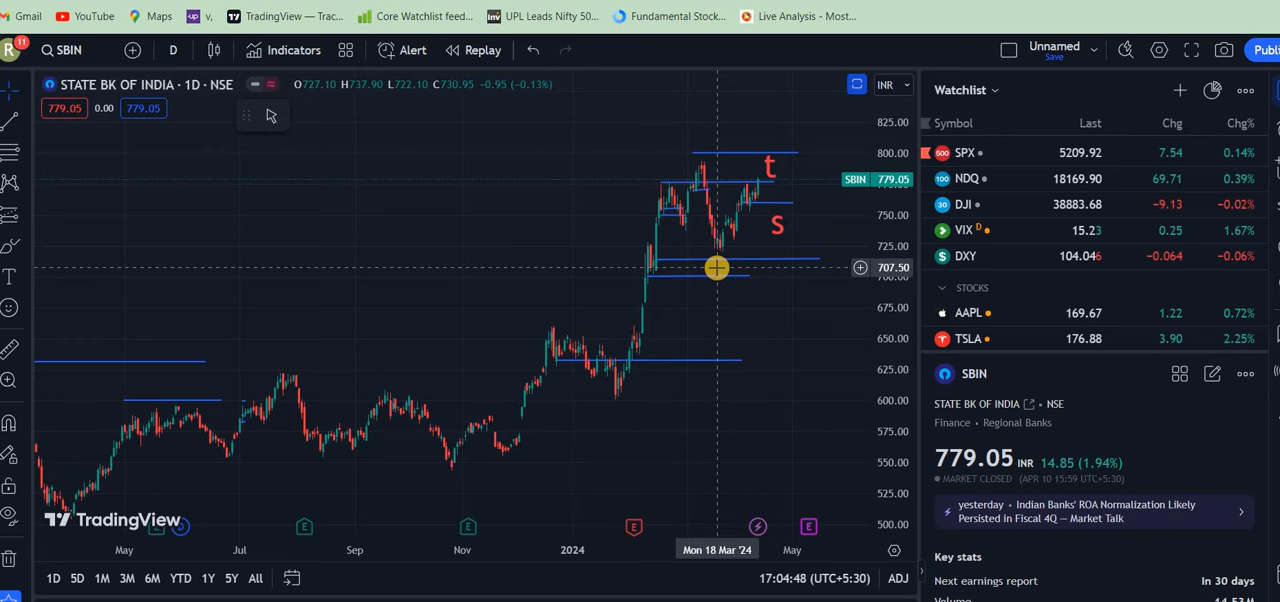 Gmail YouTube Maps up v, TradingView — Trac... Core Watchlist feed... Inv UPL Leads Nifty 50... Fundamental Stock... Live Analysis - Most...
R 11 SBIN D Indicators Alert Replay Unnamed Save
STATE BK OF INDIA · 1D · NSE O727.10 H737.90 L722.10 C730.95 −0.95 (−0.13%) INR
779.05 0.00 779.05
825.00
800.00
t
SBIN 779.05
750.00
s
725.00
707.50
700.00
675.00
650.00
625.00
600.00
575.00
550.00
525.00
500.00
TradingView
E D E E E E
May Jul Sep Nov 2024 Mon 18 Mar '24 May
1D 5D 1M 3M 6M YTD 1Y 5Y All 17:04:48 (UTC+5:30) ADJ
Watchlist
Symbol Last Chg Chg%
500 SPX 5209.92 7.54 0.14%
100 NDQ 18169.90 69.71 0.39%
30 DJI 38883.68 −9.13 −0.02%
VIX D 15.23 0.25 1.67%
$ DXY 104.046 −0.064 −0.06%
STOCKS
AAPL 169.67 1.22 0.72%
TSLA 176.88 3.90 2.25%
SBIN
STATE BK OF INDIA • NSE
Finance • Regional Banks
779.05 INR 14.85 (1.94%)
MARKET CLOSED (APR 10 15:59 UTC+5:30)
yesterday • Indian Banks' ROA Normalization Likely
Persisted in Fiscal 4Q — Market Talk
Key stats
Next earnings report In 30 days